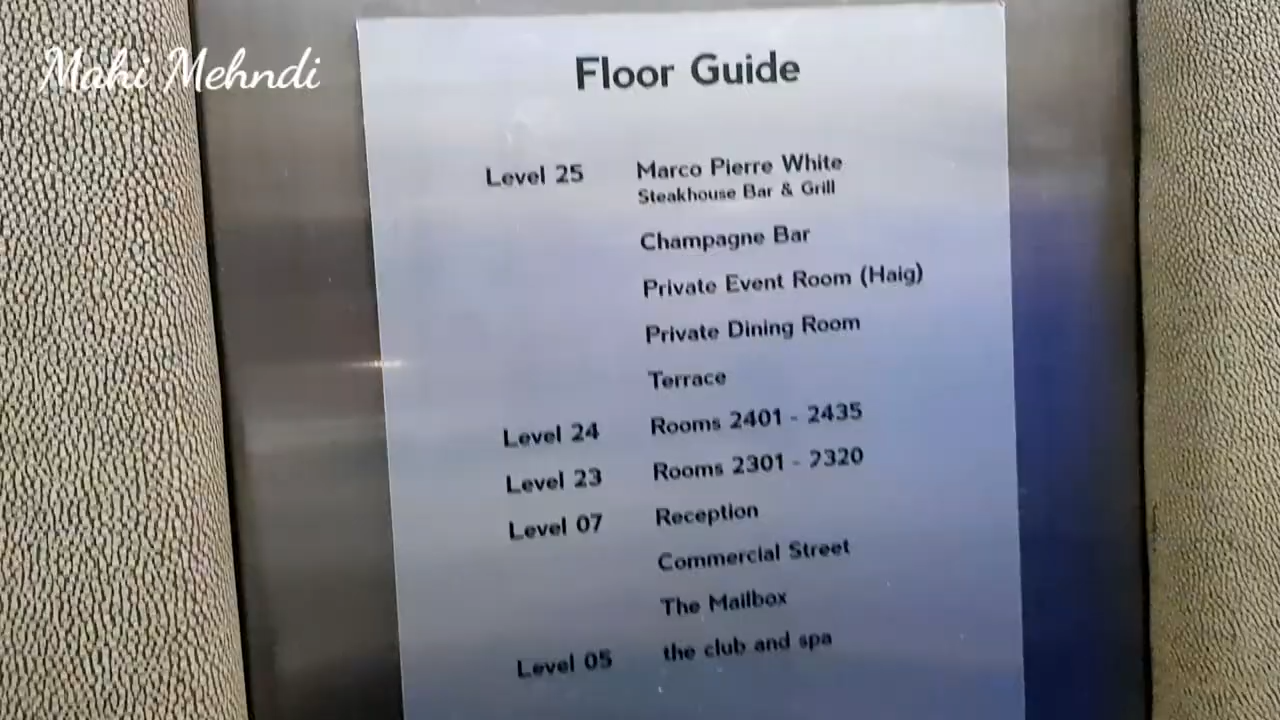 Mahi Mehndi
Floor Guide
Level 25 Marco Pierre White
Steakhouse Bar & Grill
Champagne Bar
Private Event Room (Haig)
Private Dining Room
Terrace
Level 24 Rooms 2401 - 2435
Level 23 Rooms 2301 - 2320
Level 07 Reception
Commercial Street
The Mailbox
Level 05 the club and spa